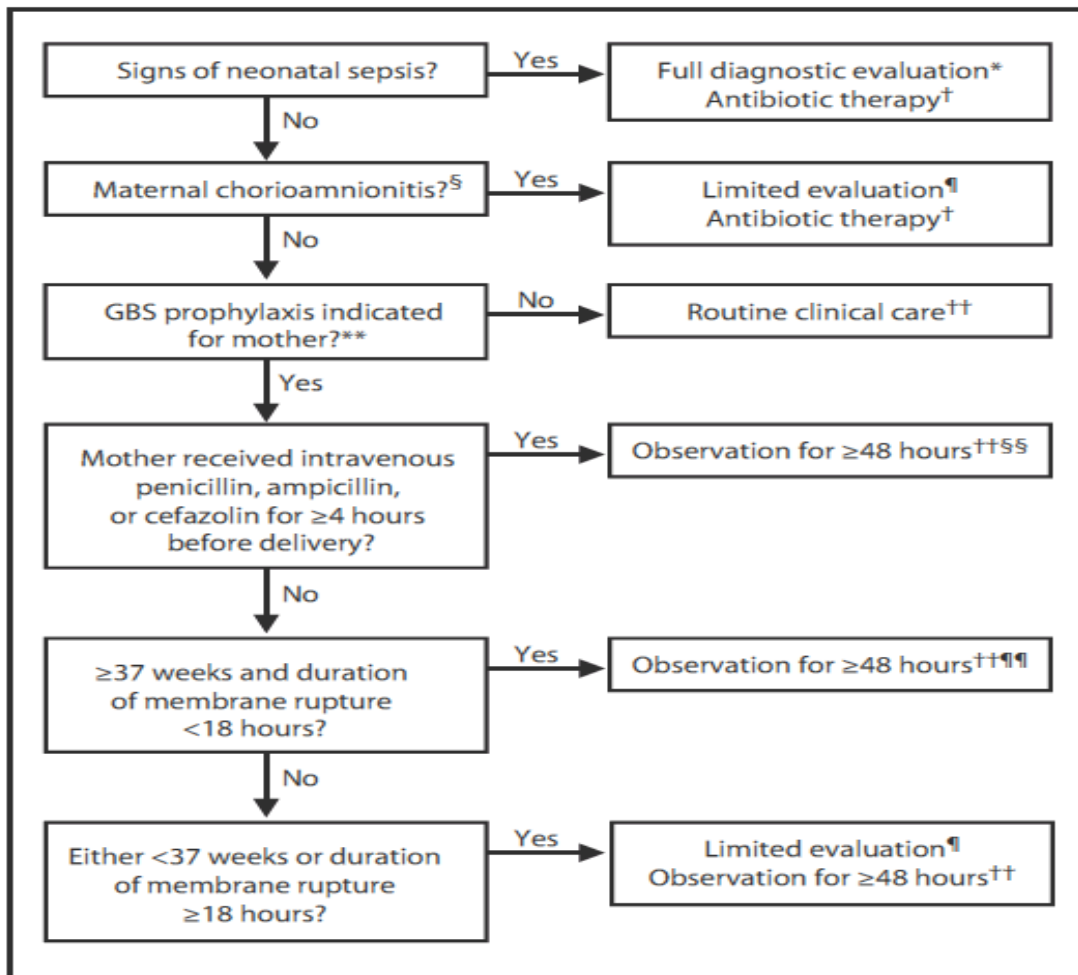 Signs of neonatal sepsis?
Yes
Full diagnostic evaluation*
Antibiotic therapy†
No
Maternal chorioamnionitis?§
Yes
Limited evaluation¶
Antibiotic therapy†
No
GBS prophylaxis indicated
for mother?**
No
Routine clinical care††
Yes
Mother received intravenous
penicillin, ampicillin,
or cefazolin for ≥4 hours
before delivery?
Yes
Observation for ≥48 hours††§§
No
≥37 weeks and duration
of membrane rupture
<18 hours?
Yes
Observation for ≥48 hours††¶¶
No
Either <37 weeks or duration
of membrane rupture
≥18 hours?
Yes
Limited evaluation¶
Observation for ≥48 hours††